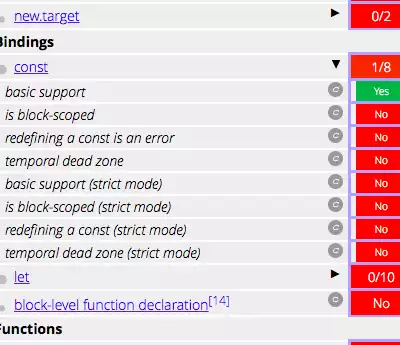 new.target ▶ 0/2
Bindings
const ▼ 1/8
basic support c Yes
is block-scoped c No
redefining a const is an error c No
temporal dead zone c No
basic support (strict mode) c No
is block-scoped (strict mode) c No
redefining a const (strict mode) c No
temporal dead zone (strict mode) c No
let ▶ 0/10
block-level function declaration[14] c No
Functions